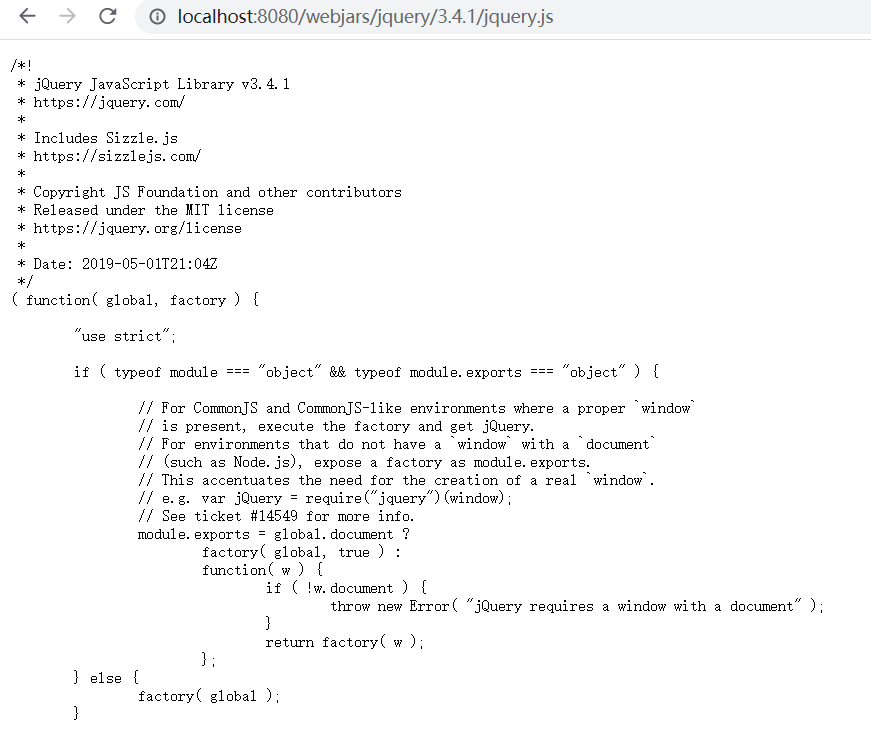 localhost:8080/webjars/jquery/3.4.1/jquery.js
/*!
 * jQuery JavaScript Library v3.4.1
 * https://jquery.com/
 *
 * Includes Sizzle.js
 * https://sizzlejs.com/
 *
 * Copyright JS Foundation and other contributors
 * Released under the MIT license
 * https://jquery.org/license
 *
 * Date: 2019-05-01T21:04Z
 */
( function( global, factory ) {
	"use strict";
	if ( typeof module === "object" && typeof module.exports === "object" ) {
		// For CommonJS and CommonJS-like environments where a proper `window`
		// is present, execute the factory and get jQuery.
		// For environments that do not have a `window` with a `document`
		// (such as Node.js), expose a factory as module.exports.
		// This accentuates the need for the creation of a real `window`.
		// e.g. var jQuery = require("jquery")(window);
		// See ticket #14549 for more info.
		module.exports = global.document ?
			factory( global, true ) :
			function( w ) {
				if ( !w.document ) {
					throw new Error( "jQuery requires a window with a document" );
				}
				return factory( w );
			};
	} else {
		factory( global );
	}